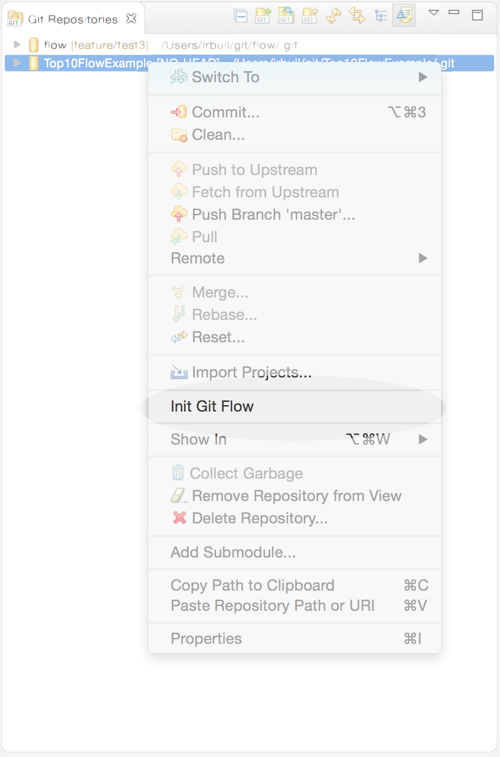 Git Repositories
flow [feature/test3] /Users/irbull/git/flow/.git
Top10FlowExample [NO-HEAD] - /Users/irbull/git/Top10FlowExample/.git
Switch To
Commit... ⌥⌘3
Clean...
Push to Upstream
Fetch from Upstream
Push Branch 'master'...
Pull
Remote
Merge...
Rebase...
Reset...
Import Projects...
Init Git Flow
Show In ⌥⌘W
Collect Garbage
Remove Repository from View
Delete Repository...
Add Submodule...
Copy Path to Clipboard ⌘C
Paste Repository Path or URI ⌘V
Properties ⌘I